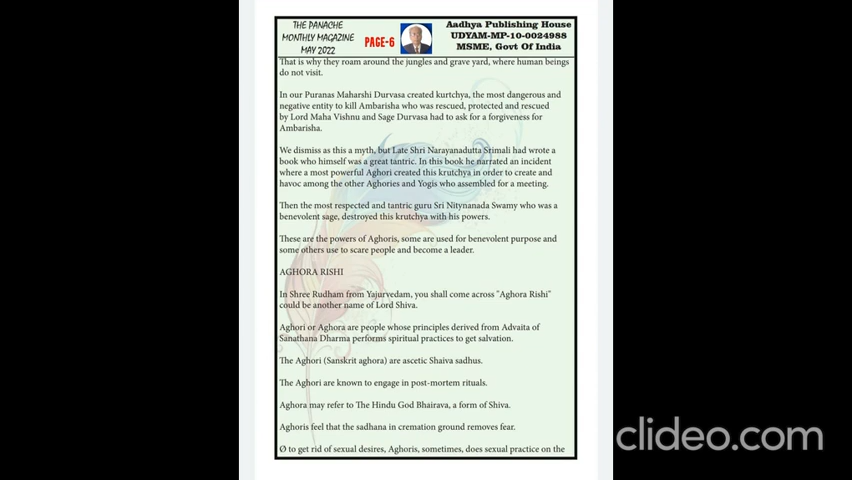 THE PANACHE
MONTHLY MAGAZINE
MAY 2022
PAGE-6
Aadhya Publishing House
UDYAM-MP-10-0024988
MSME, Govt Of India
That is why they roam around the jungles and grave yard, where human beings
do not visit.
In our Puranas Maharshi Durvasa created kurtchya, the most dangerous and
negative entity to kill Ambarisha who was rescued, protected and rescued
by Lord Maha Vishnu and Sage Durvasa had to ask for a forgiveness for
Ambarisha.
We dismiss as this a myth, but Late Shri Narayanadutta Srimali had wrote a
book who himself was a great tantric. In this book he narrated an incident
where a most powerful Aghori created this krutchya in order to create and
havoc among the other Aghories and Yogis who assembled for a meeting.
Then the most respected and tantric guru Sri Nitynanada Swamy who was a
benevolent sage, destroyed this krutchya with his powers.
These are the powers of Aghoris, some are used for benevolent purpose and
some others use to scare people and become a leader.
AGHORA RISHI
In Shree Rudham from Yajurvedam, you shall come across "Aghora Rishi"
could be another name of Lord Shiva.
Aghori or Aghora are people whose principles derived from Advaita of
Sanathana Dharma performs spiritual practices to get salvation.
The Aghori (Sanskrit aghora) are ascetic Shaiva sadhus.
The Aghori are known to engage in post-mortem rituals.
Aghora may refer to The Hindu God Bhairava, a form of Shiva.
Aghoris feel that the sadhana in cremation ground removes fear.
Ø to get rid of sexual desires, Aghoris, sometimes, does sexual practice on the
clideo.com